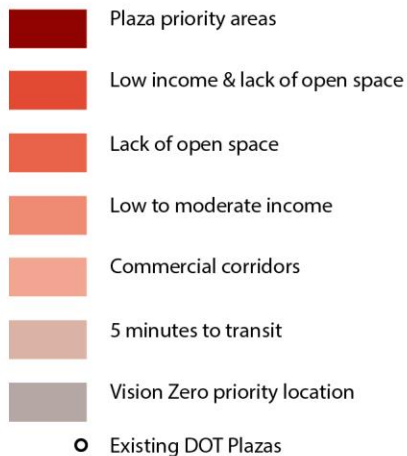 Plaza priority areas
Low income & lack of open space
Lack of open space
Low to moderate income
Commercial corridors
5 minutes to transit
Vision Zero priority location
Existing DOT Plazas